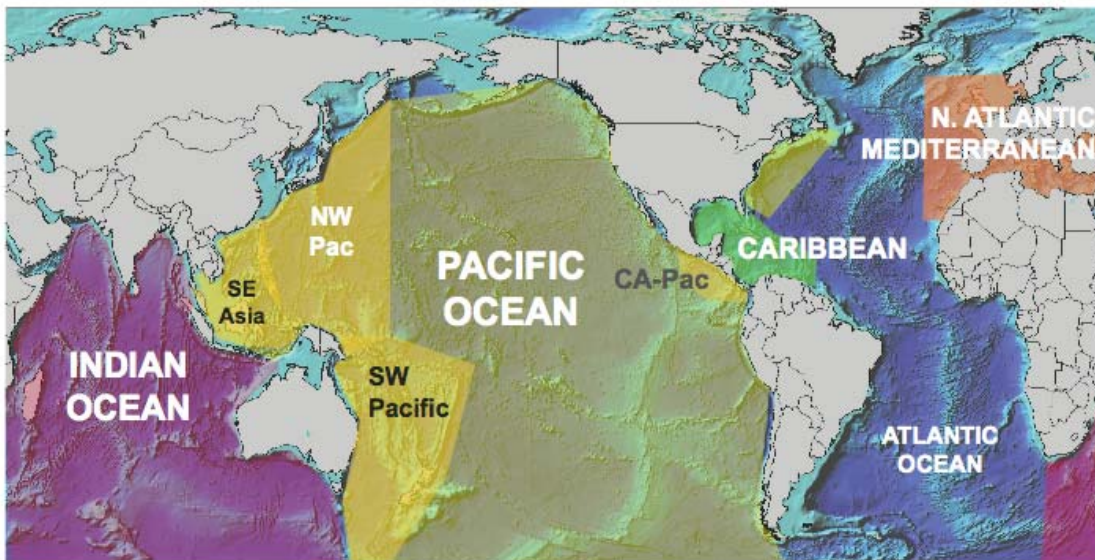 N. ATLANTIC
MEDITERRANEAN
NW
Pac
PACIFIC
OCEAN
CARIBBEAN
CA-Pac
SE
Asia
INDIAN
OCEAN
SW
Pacific
ATLANTIC
OCEAN